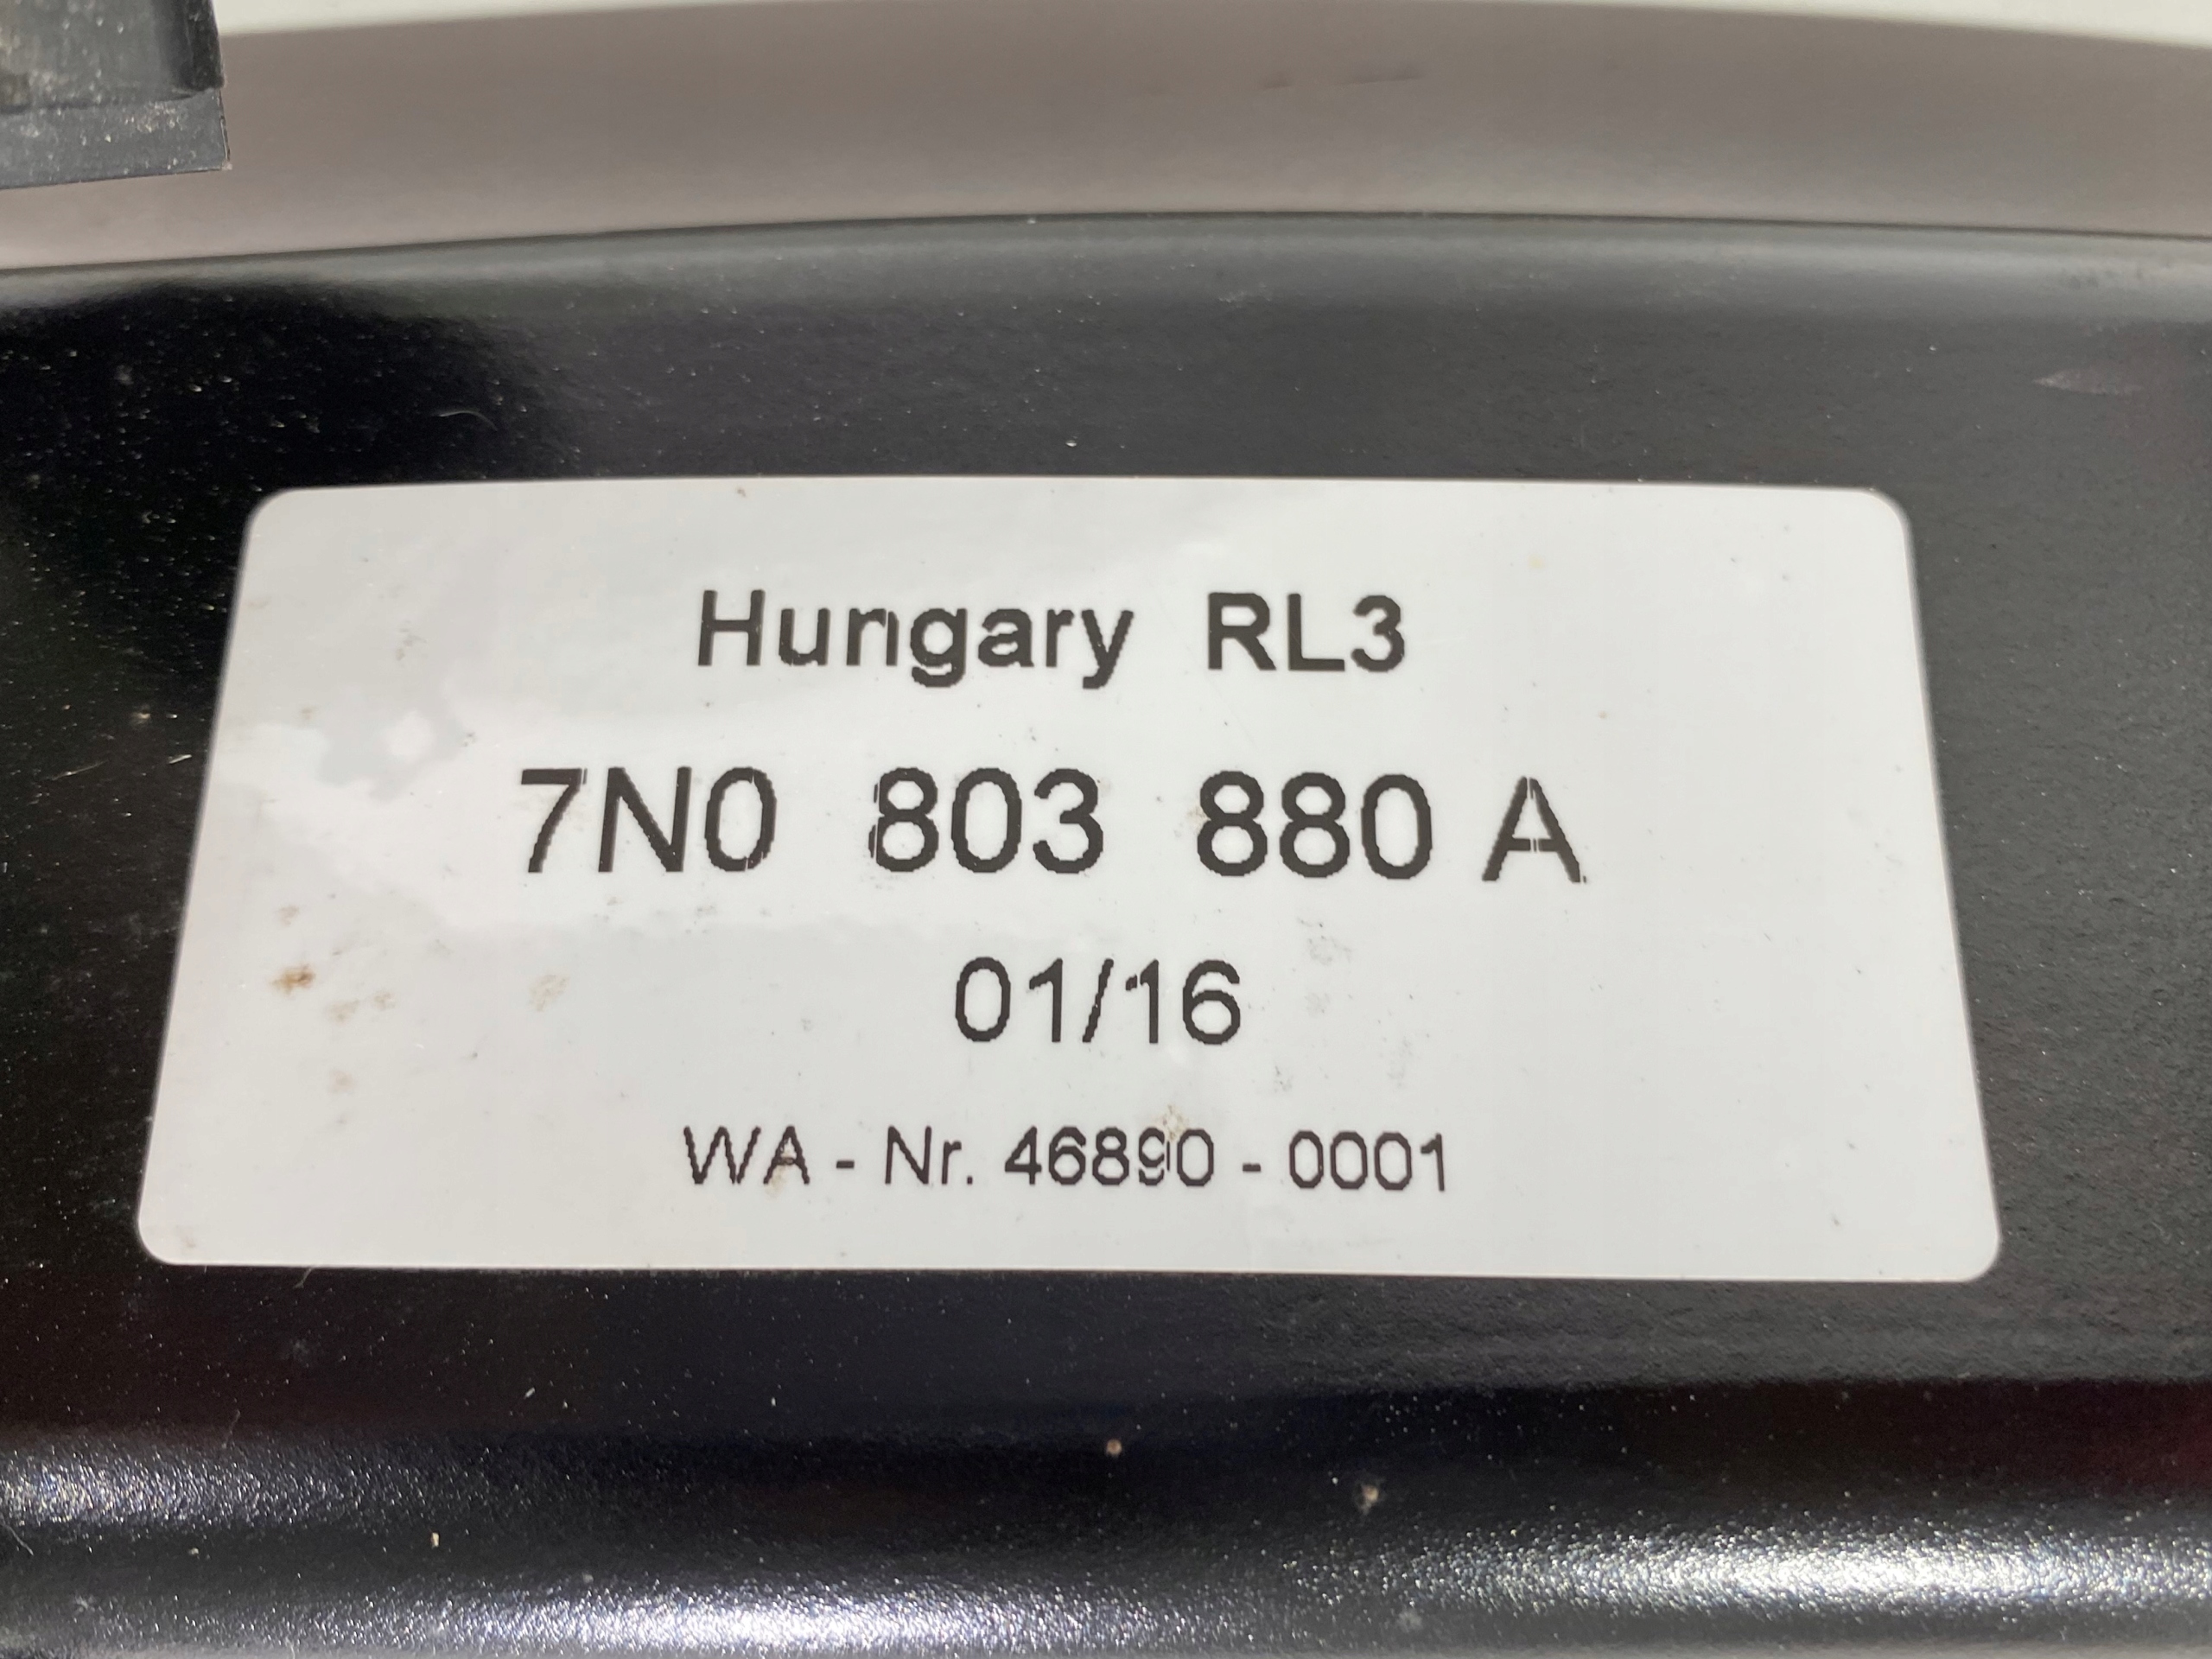 Hungary RL3
7N0 803 880 A
01/16
WA - Nr. 46890 - 0001